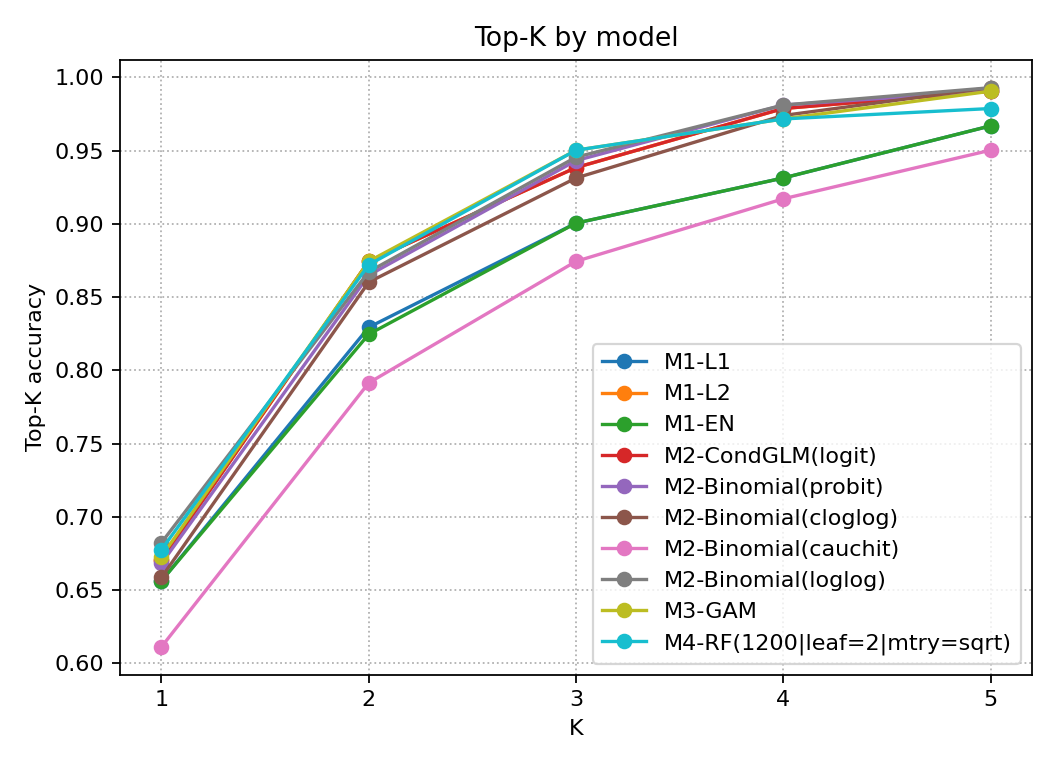 Top-K by model
Top-K accuracy
1.00
0.95
0.90
0.85
0.80
0.75
0.70
0.65
0.60
M1-L1
M1-L2
M1-EN
M2-CondGLM(logit)
M2-Binomial(probit)
M2-Binomial(cloglog)
M2-Binomial(cauchit)
M2-Binomial(loglog)
M3-GAM
M4-RF(1200|leaf=2|mtry=sqrt)
1 2 3 4 5
K